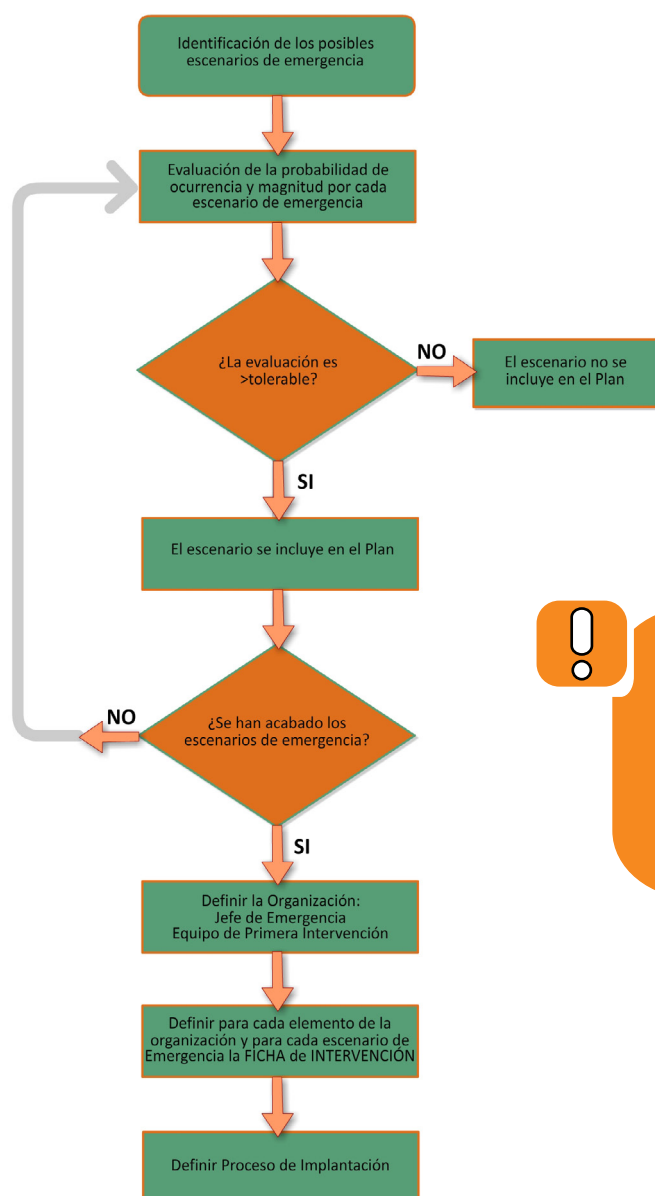 Identificación de los posibles
escenarios de emergencia
Evaluación de la probabilidad de
ocurrencia y magnitud por cada
escenario de emergencia
¿La evaluación es
>tolerable?
NO
El escenario no se
incluye en el Plan
SI
El escenario se incluye en el Plan
¿Se han acabado los
escenarios de emergencia?
NO
SI
Definir la Organización:
Jefe de Emergencia
Equipo de Primera Intervención
Definir para cada elemento de la
organización y para cada escenario de
Emergencia la FICHA de INTERVENCIÓN
Definir Proceso de Implantación